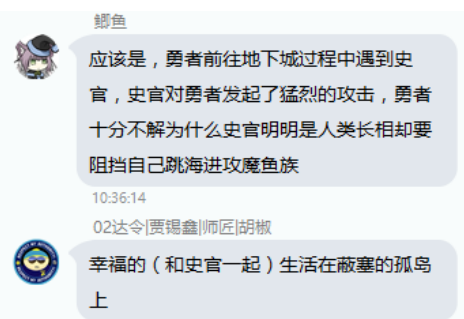 鲫鱼
应该是，勇者前往地下城过程中遇到史
官，史官对勇者发起了猛烈的攻击，勇者
十分不解为什么史官明明是人类长相却要
阻挡自己跳海进攻魔鱼族
10:36:14
02达令|贾锡鑫|师匠|胡椒
幸福的（和史官一起）生活在蔽塞的孤岛
上